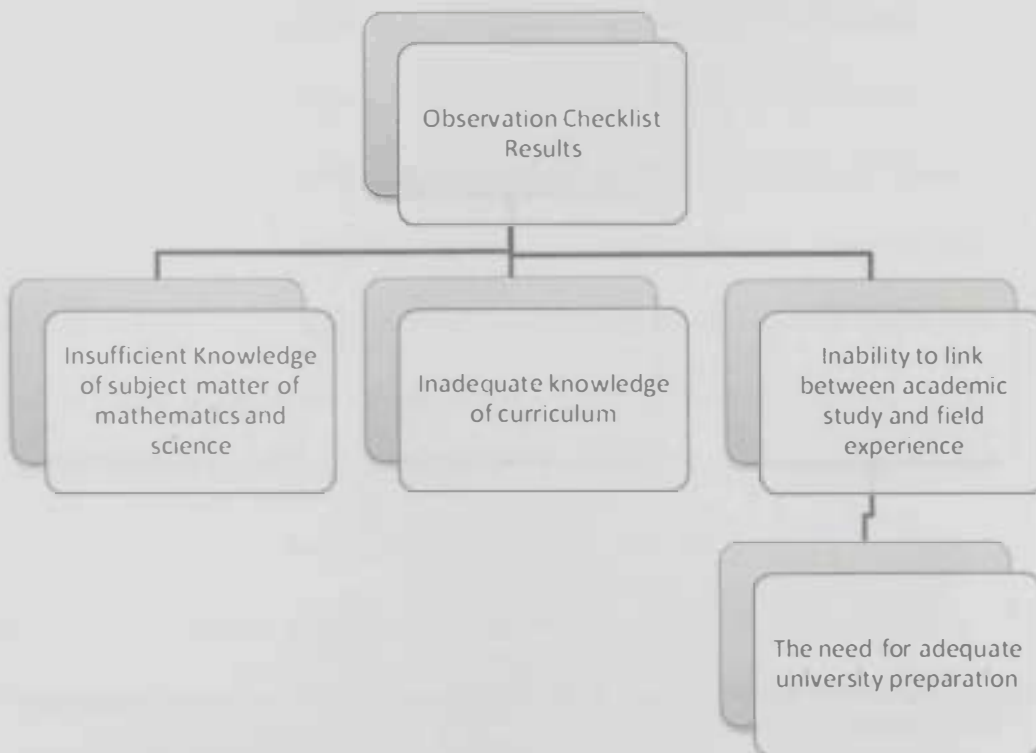 Observation Checklist
Results
Insufficient Knowledge
of subject matter of
mathematics and
science
Inadequate knowledge
of curriculum
Inability to link
between academic
study and field
experience
The need for adequate
university preparation